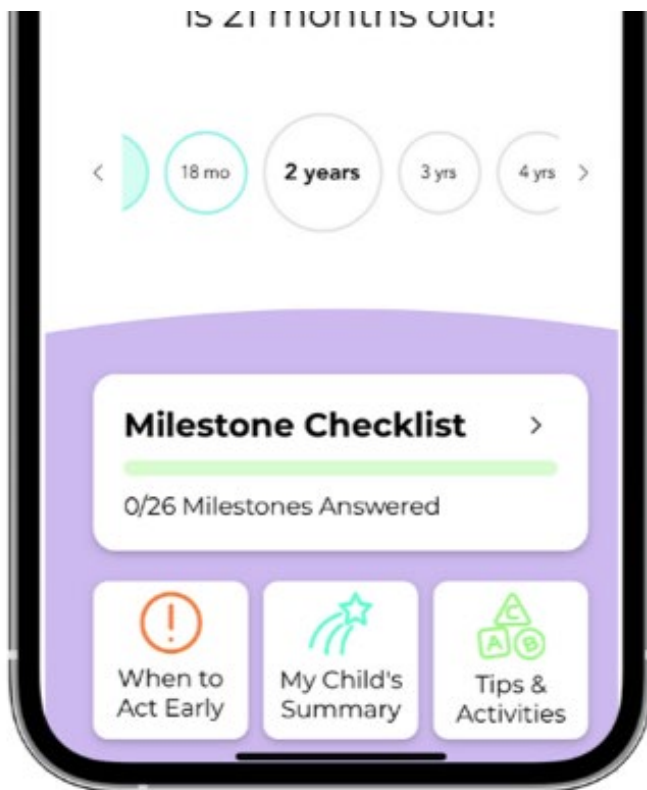 is 21 months old!
18 mo
2 years
3 yrs
4 yrs
Milestone Checklist
0/26 Milestones Answered
When to
Act Early
My Child's
Summary
C
A B
Tips &
Activities